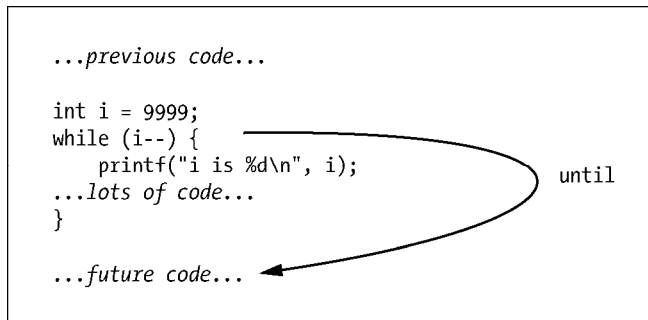 ...previous code...
int i = 9999;
while (i--) {
    printf("i is %d\n", i);
...lots of code...
}
until
...future code...